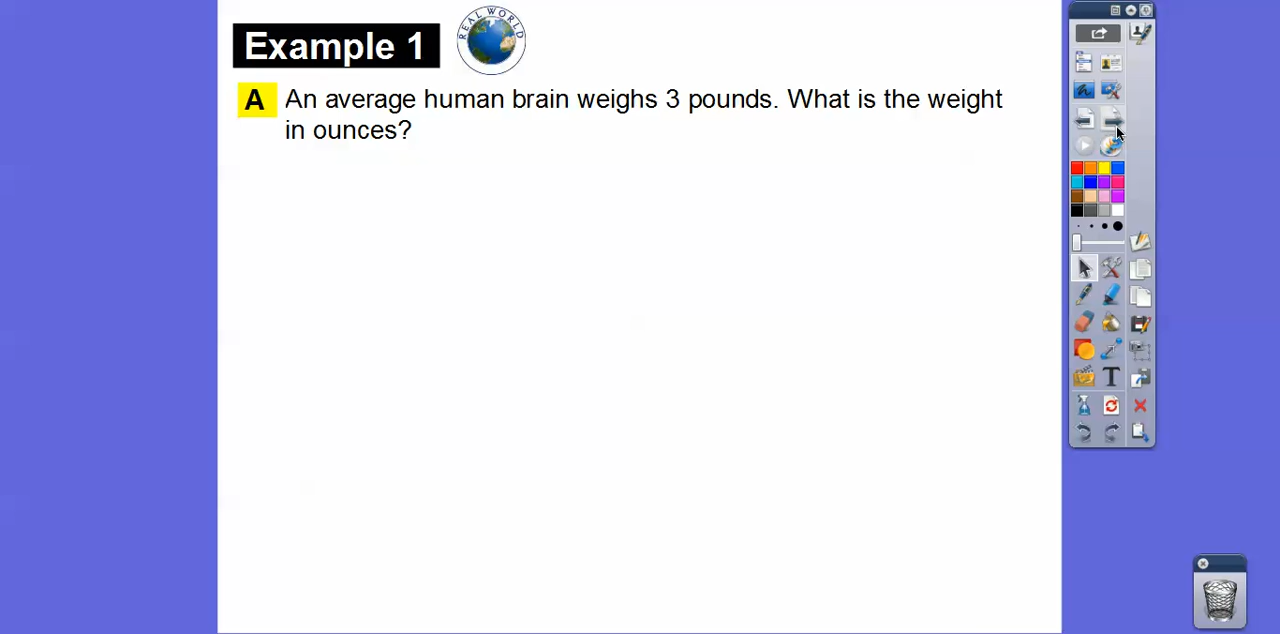 Example 1
REAL WORLD
A An average human brain weighs 3 pounds. What is the weight
in ounces?
T